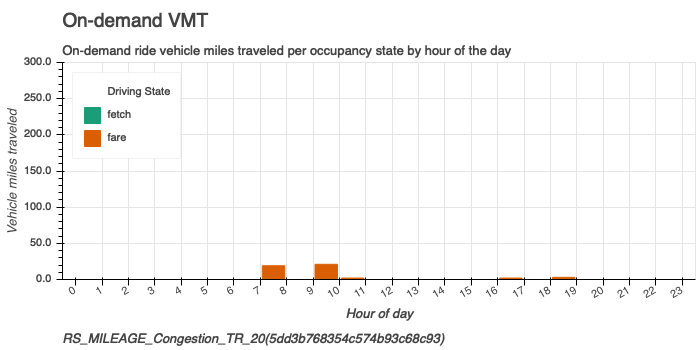 On-demand VMT
On-demand ride vehicle miles traveled per occupancy state by hour of the day
Vehicle miles traveled
300.0
250.0
200.0
150.0
100.0
50.0
0.0
Driving State
fetch
fare
0 1 2 3 4 5 6 7 8 9 10 11 12 13 14 15 16 17 18 19 20 21 22 23
Hour of day
RS_MILEAGE_Congestion_TR_20(5dd3b768354c574b93c68c93)